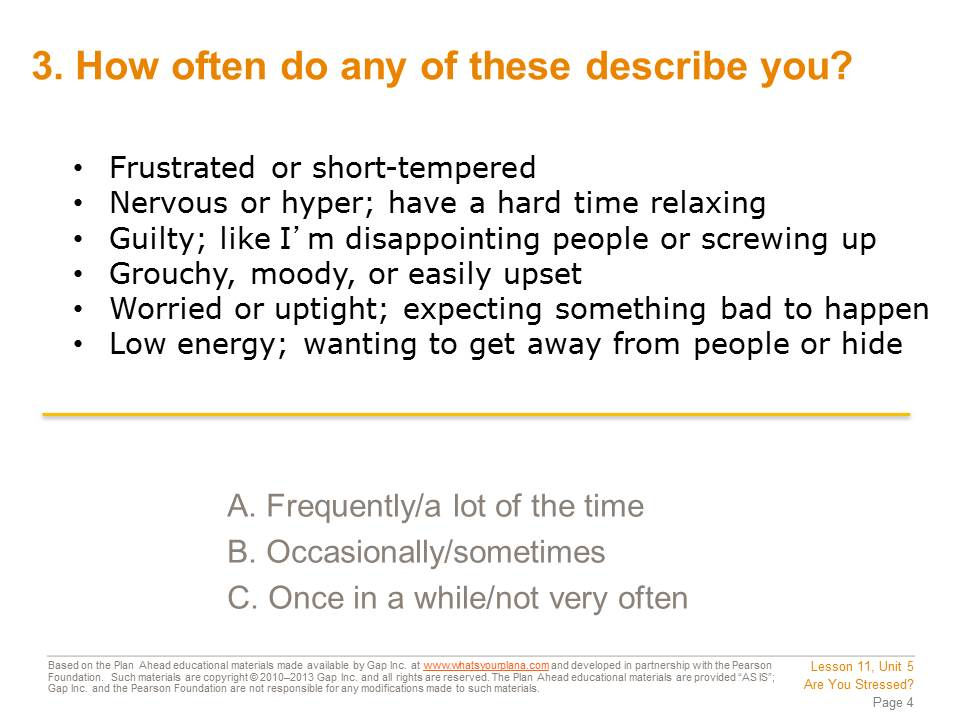 3. How often do any of these describe you?
• Frustrated or short-tempered
• Nervous or hyper; have a hard time relaxing
• Guilty; like I’m disappointing people or screwing up
• Grouchy, moody, or easily upset
• Worried or uptight; expecting something bad to happen
• Low energy; wanting to get away from people or hide
A. Frequently/a lot of the time
B. Occasionally/sometimes
C. Once in a while/not very often
Based on the Plan Ahead educational materials made available by Gap Inc. at www.whatsyourplana.com and developed in partnership with the Pearson
Foundation. Such materials are copyright © 2010–2013 Gap Inc. and all rights are reserved. The Plan Ahead educational materials are provided “AS IS”;
Gap Inc. and the Pearson Foundation are not responsible for any modifications made to such materials.
Lesson 11, Unit 5
Are You Stressed?
Page 4